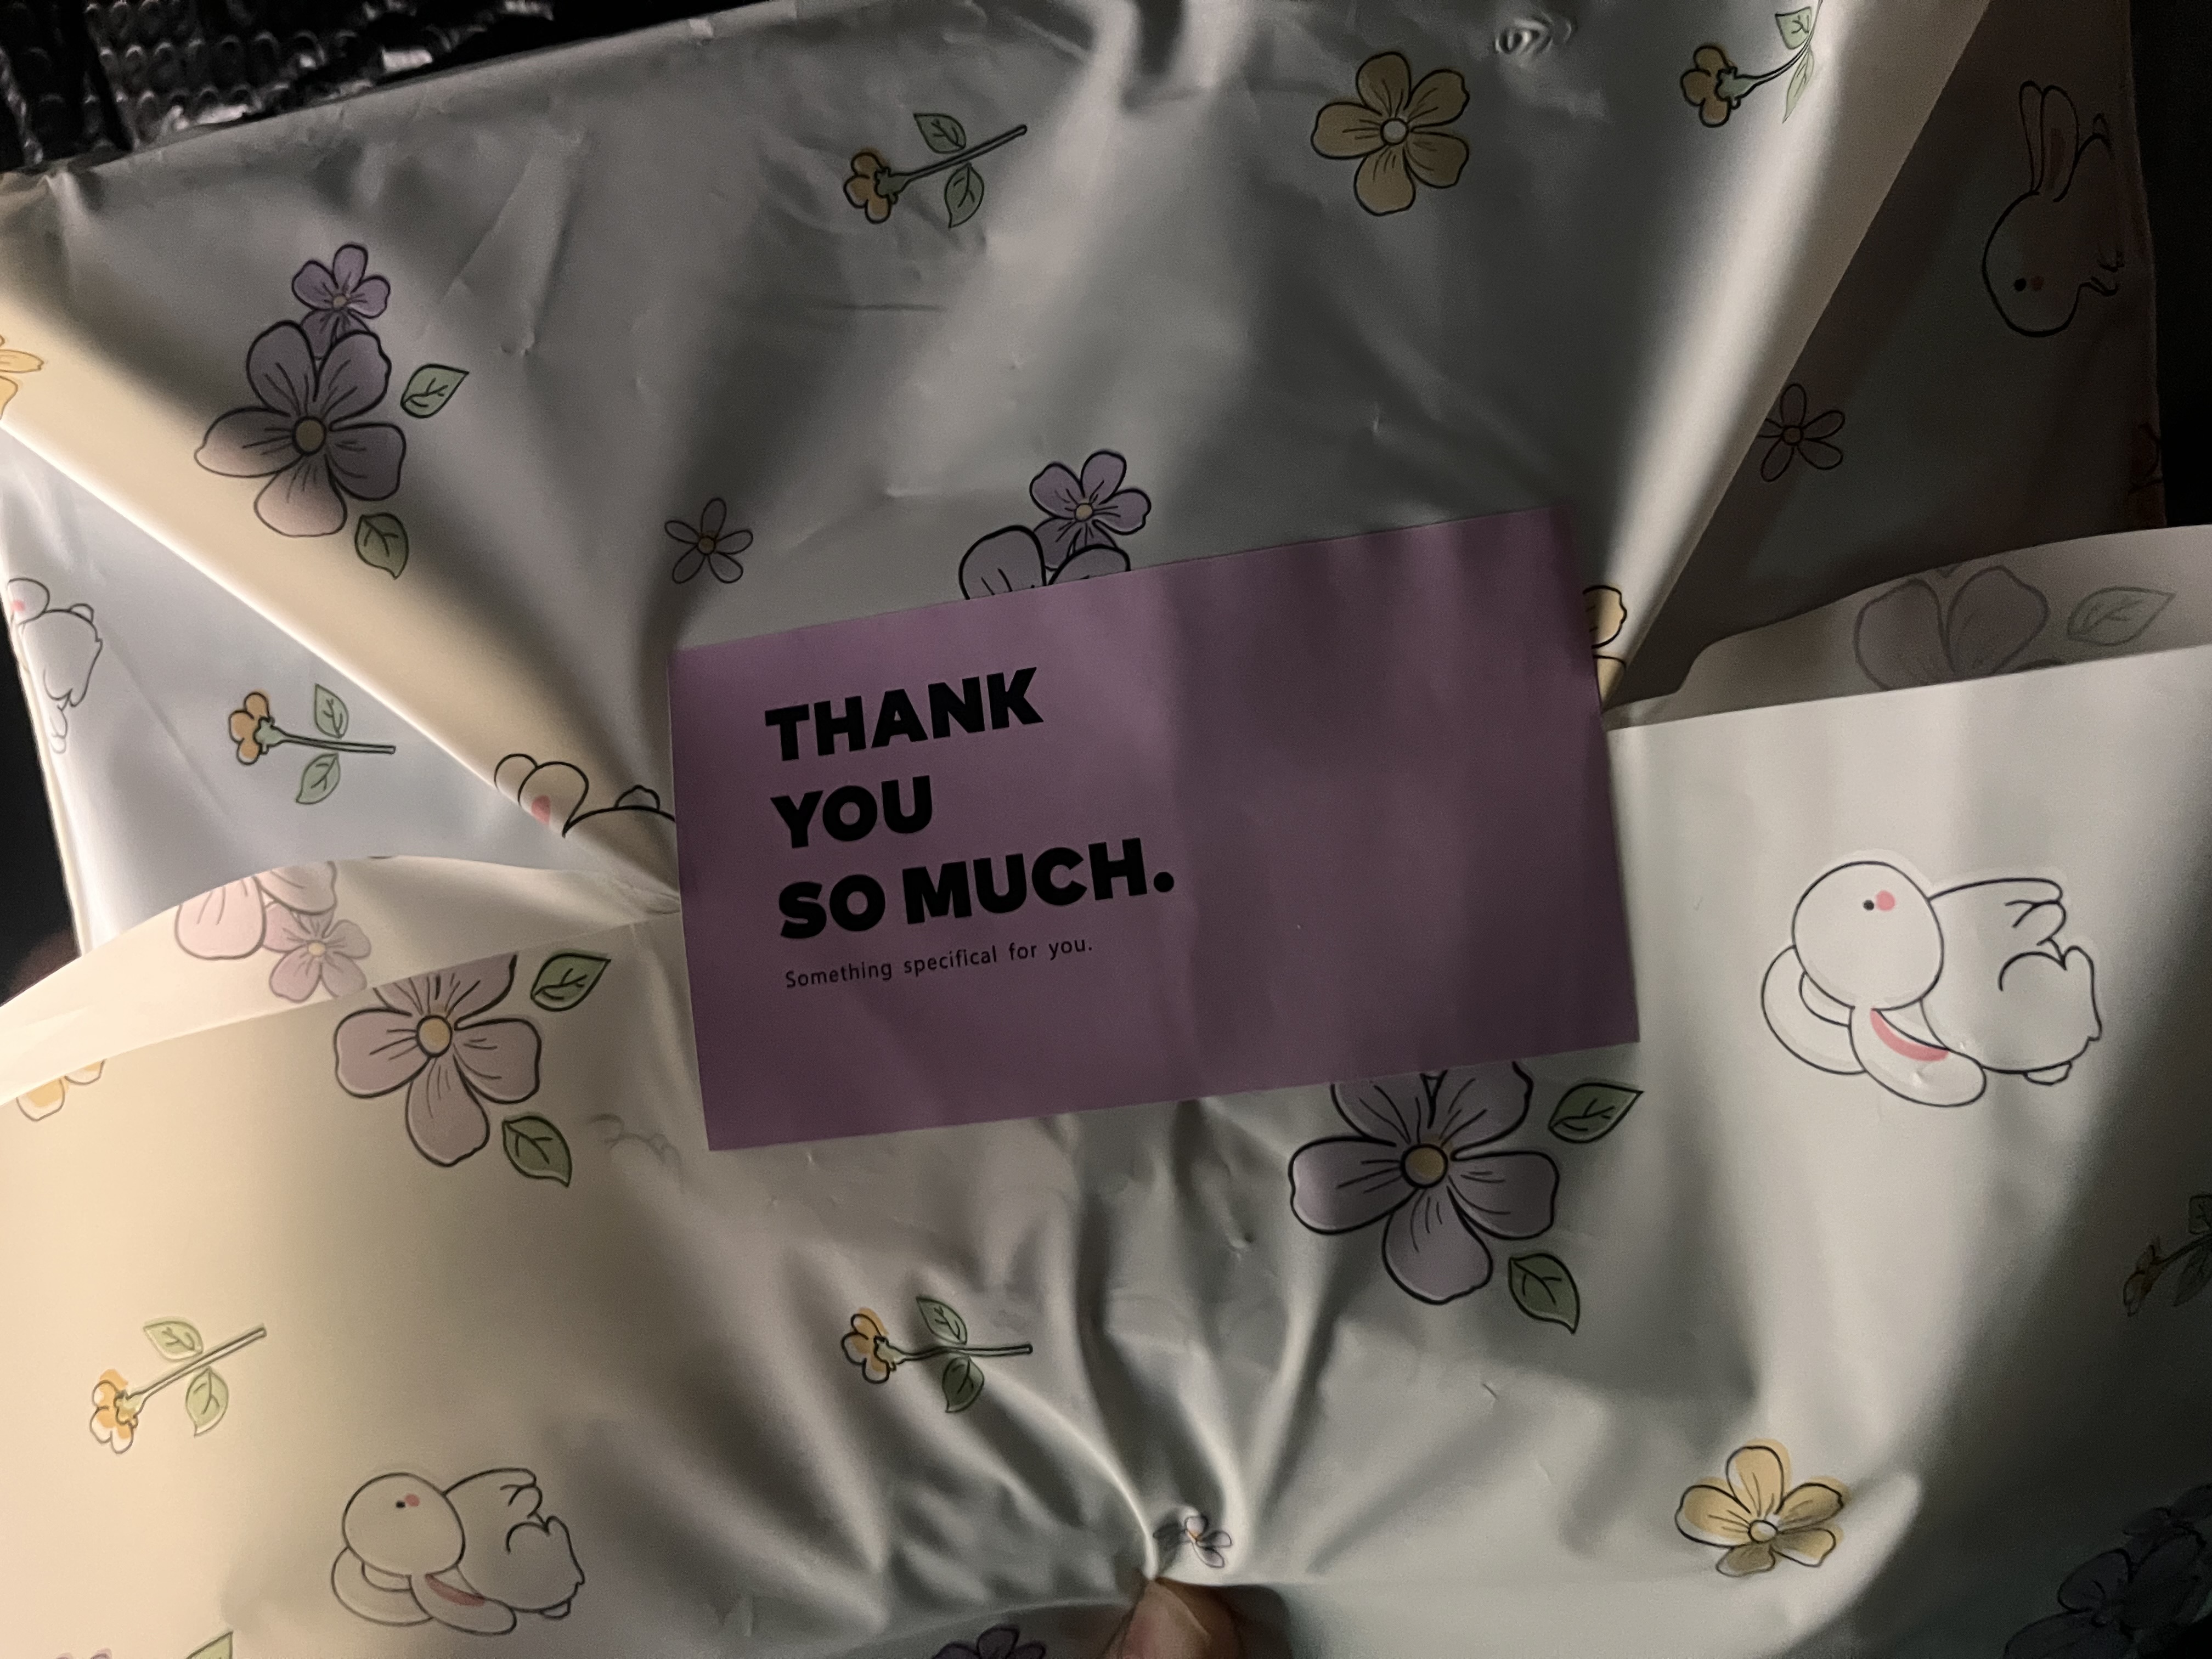 THANK
YOU
SO MUCH.
Something specifical for you.